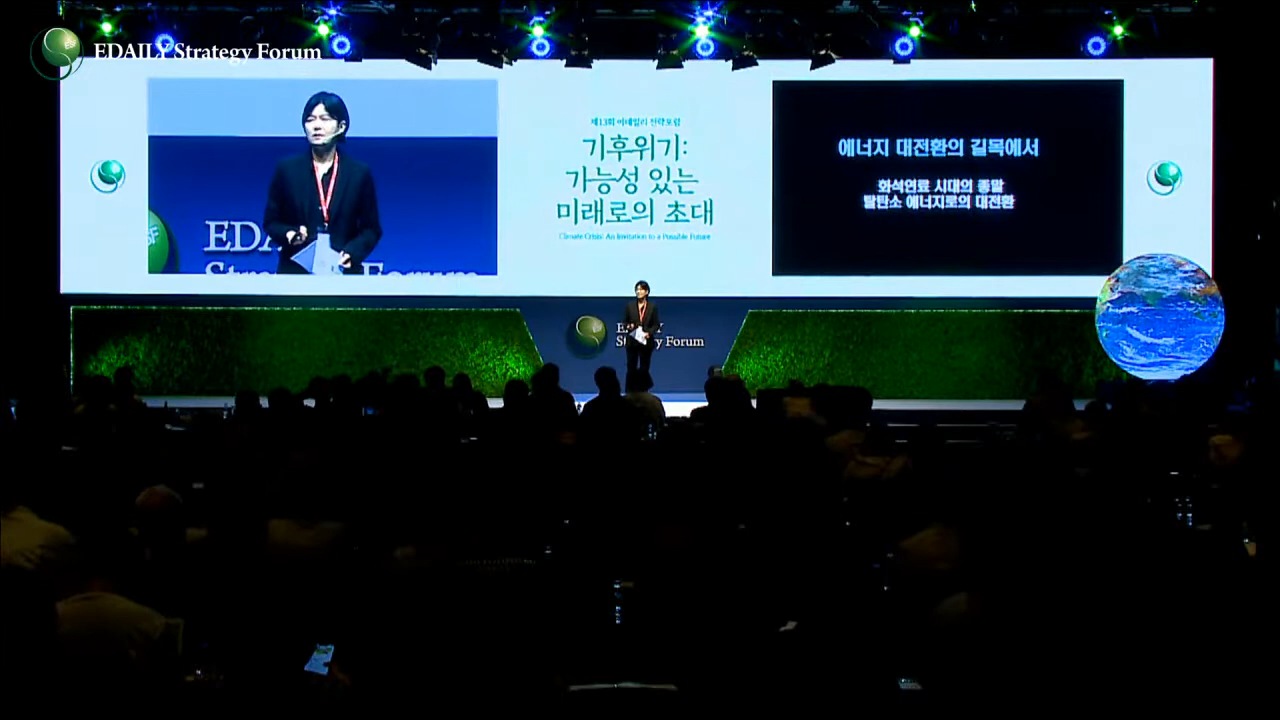 EDAILY Strategy Forum
제13회 이데일리 전략포럼
기후위기:
가능성 있는
미래로의 초대
Climate Crisis: An Invitation to a Possible Future
에너지 대전환의 길목에서
화석연료 시대의 종말
탈탄소 에너지로의 대전환
EDA
Forum
Forum